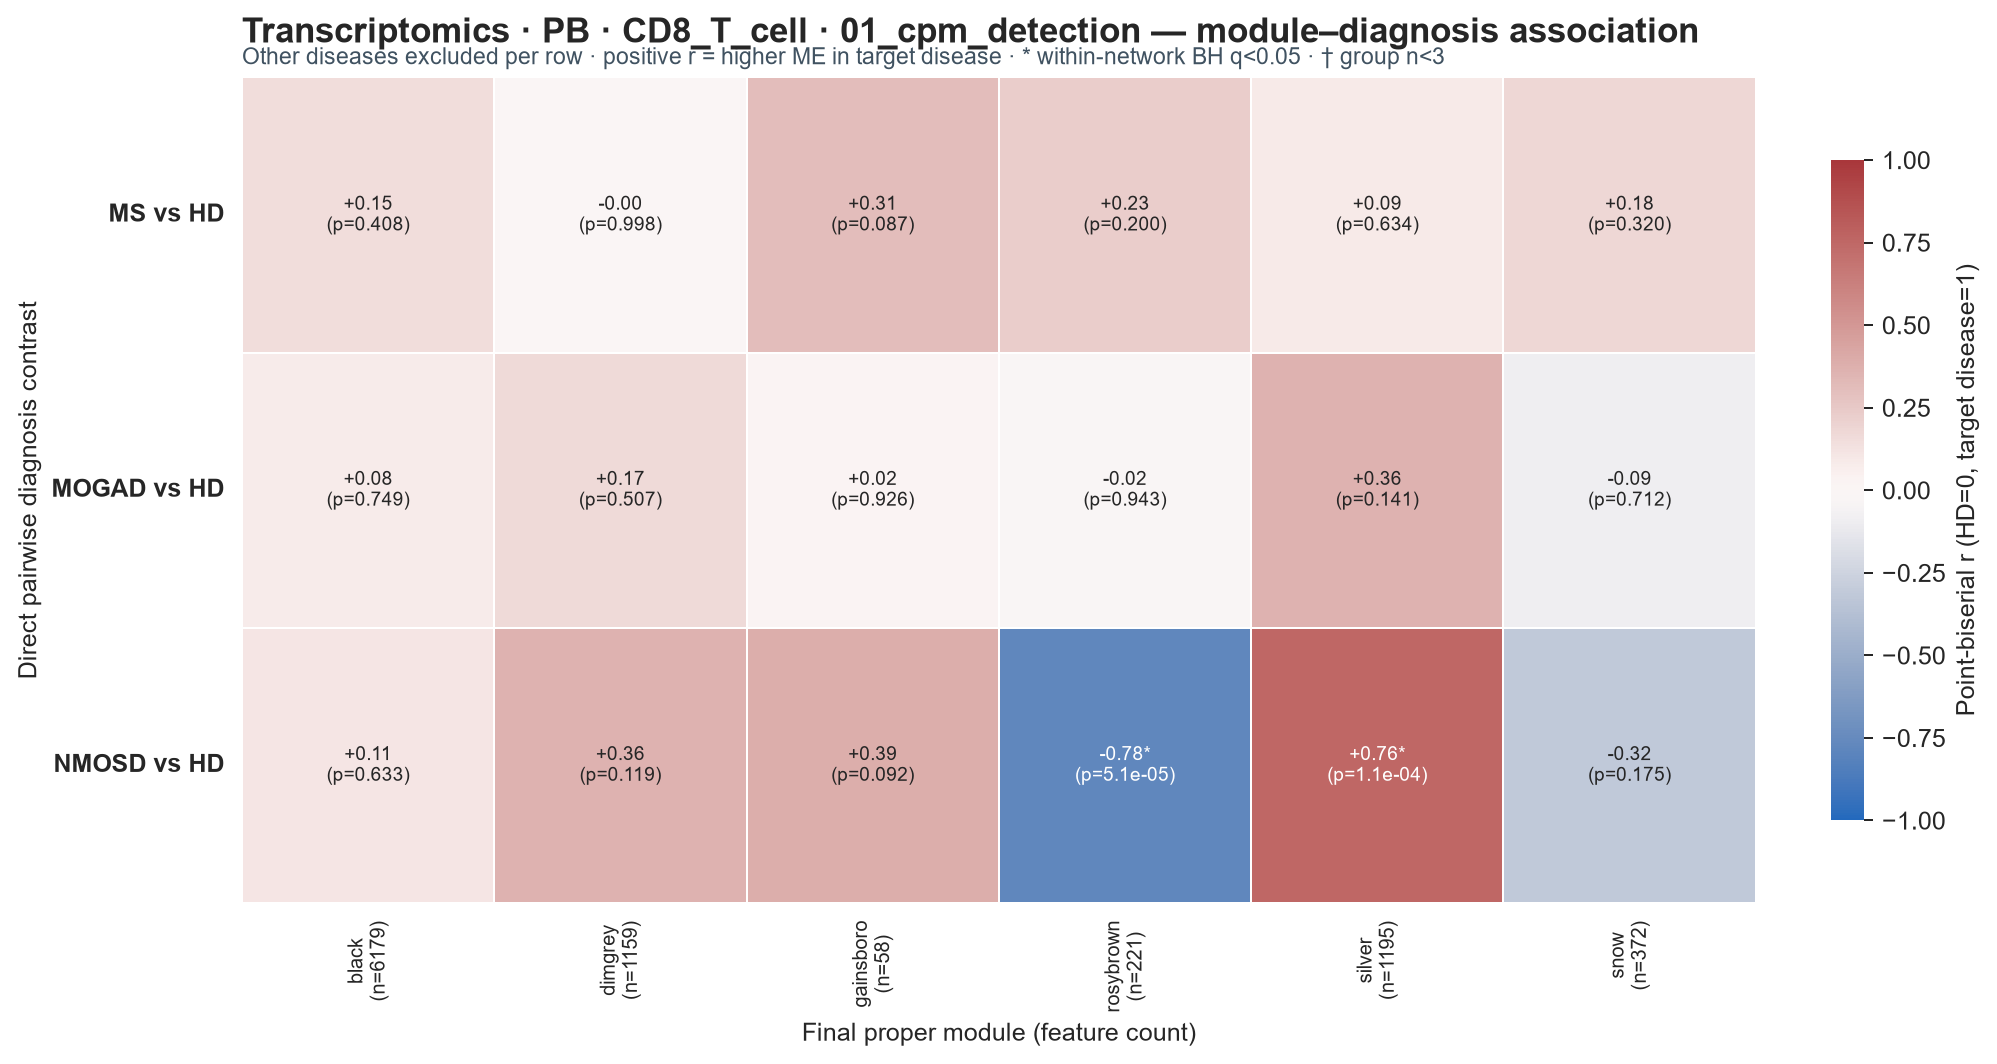 Transcriptomics · PB · CD8_T_cell · 01_cpm_detection — module–diagnosis association
Other diseases excluded per row · positive r = higher ME in target disease · * within-network BH q<0.05 · † group n<3
Direct pairwise diagnosis contrast
MS vs HD
+0.15
(p=0.408)
-0.00
(p=0.998)
+0.31
(p=0.087)
+0.23
(p=0.200)
+0.09
(p=0.634)
+0.18
(p=0.320)
MOGAD vs HD
+0.08
(p=0.749)
+0.17
(p=0.507)
+0.02
(p=0.926)
-0.02
(p=0.943)
+0.36
(p=0.141)
-0.09
(p=0.712)
NMOSD vs HD
+0.11
(p=0.633)
+0.36
(p=0.119)
+0.39
(p=0.092)
-0.78*
(p=5.1e-05)
+0.76*
(p=1.1e-04)
-0.32
(p=0.175)
black
(n=6179)
dimgrey
(n=1159)
gainsboro
(n=58)
rosybrown
(n=221)
silver
(n=1195)
snow
(n=372)
Final proper module (feature count)
1.00
0.75
0.50
0.25
0.00
−0.25
−0.50
−0.75
−1.00
Point-biserial r (HD=0, target disease=1)